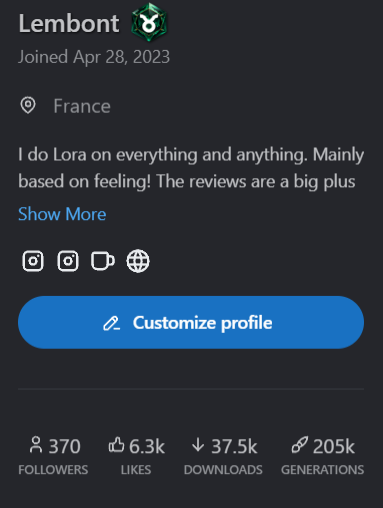 Lembont
Joined Apr 28, 2023
France
I do Lora on everything and anything. Mainly
based on feeling! The reviews are a big plus
Show More
Customize profile
370 6.3k 37.5k 205k
FOLLOWERS LIKES DOWNLOADS GENERATIONS